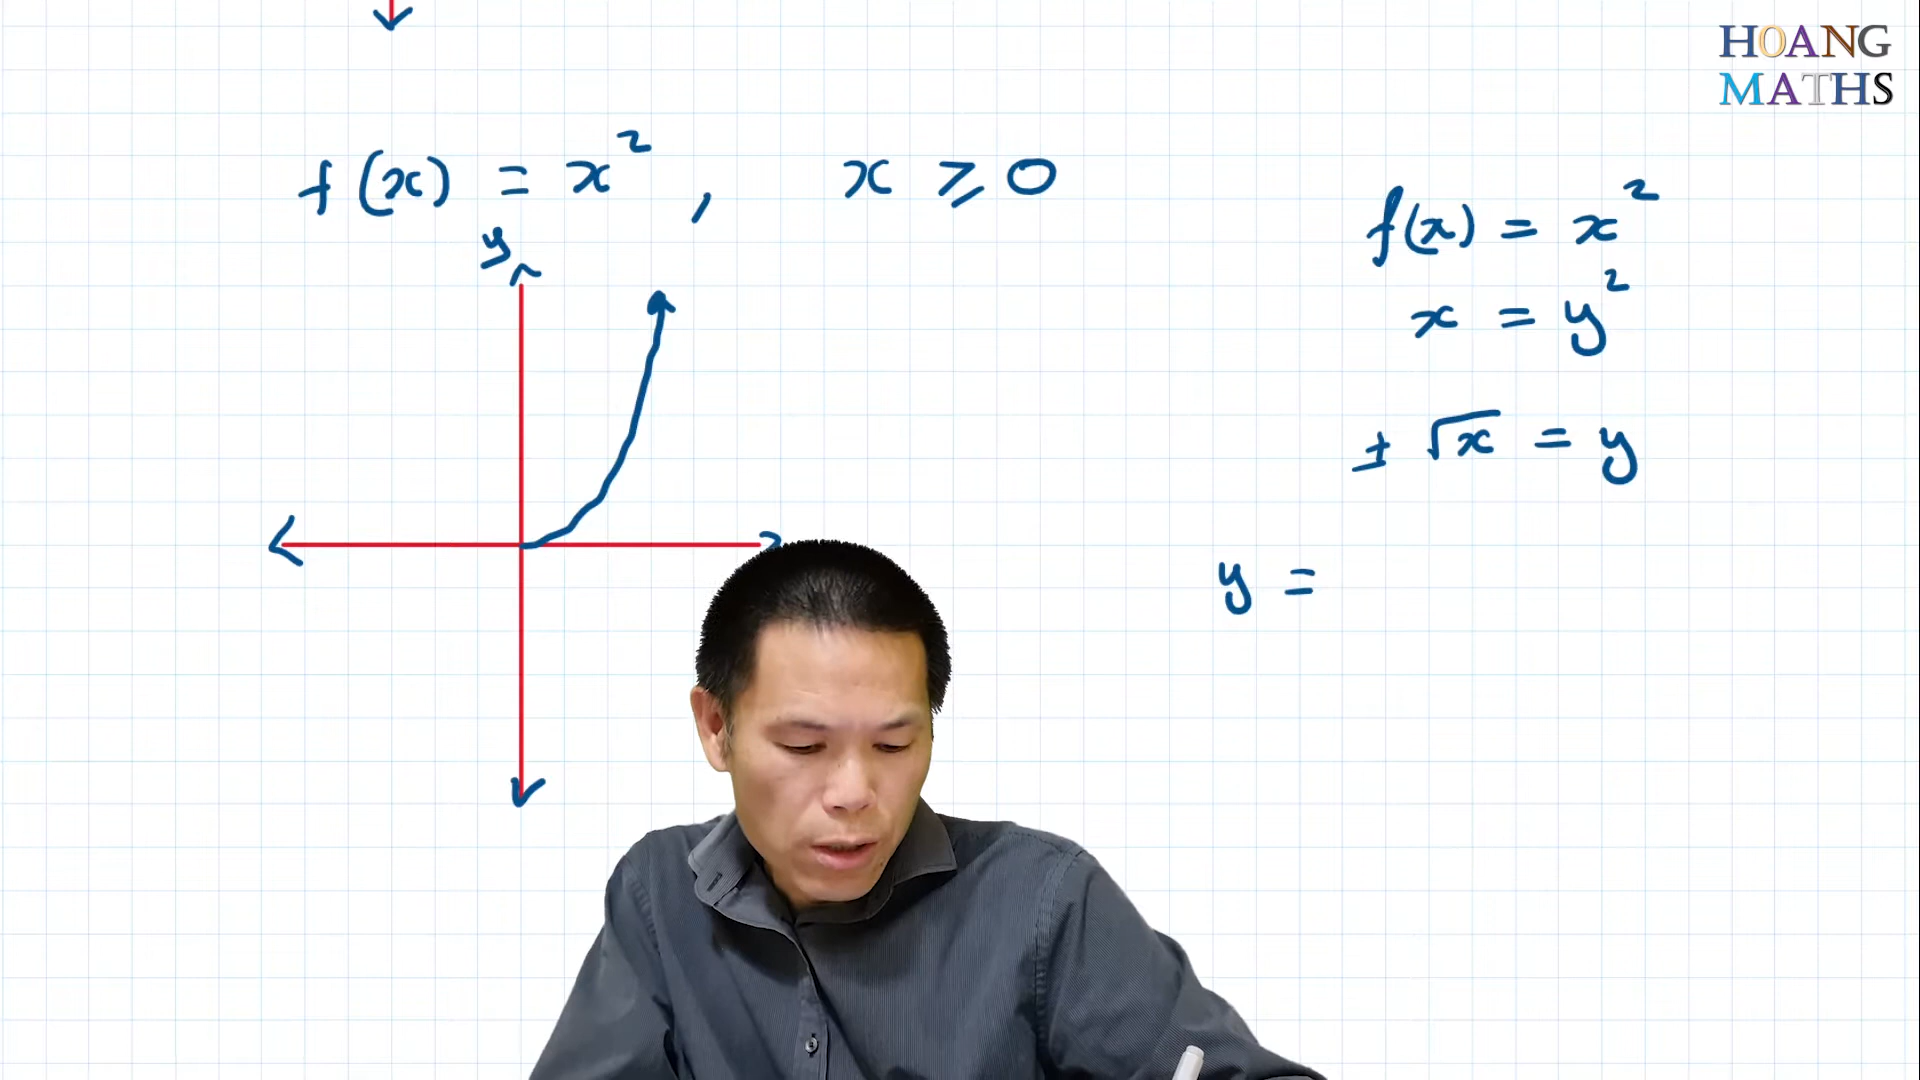 HOANG
MATHS
f(x) = x², x ≥ 0
y
f(x) = x²
x = y²
± √x = y
y =